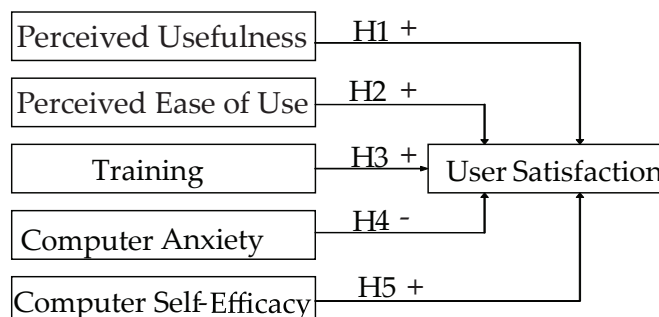 Perceived Usefulness H1 +
Perceived Ease of Use H2 +
Training H3 + User Satisfaction
Computer Anxiety H4 -
Computer Self-Efficacy H5 +